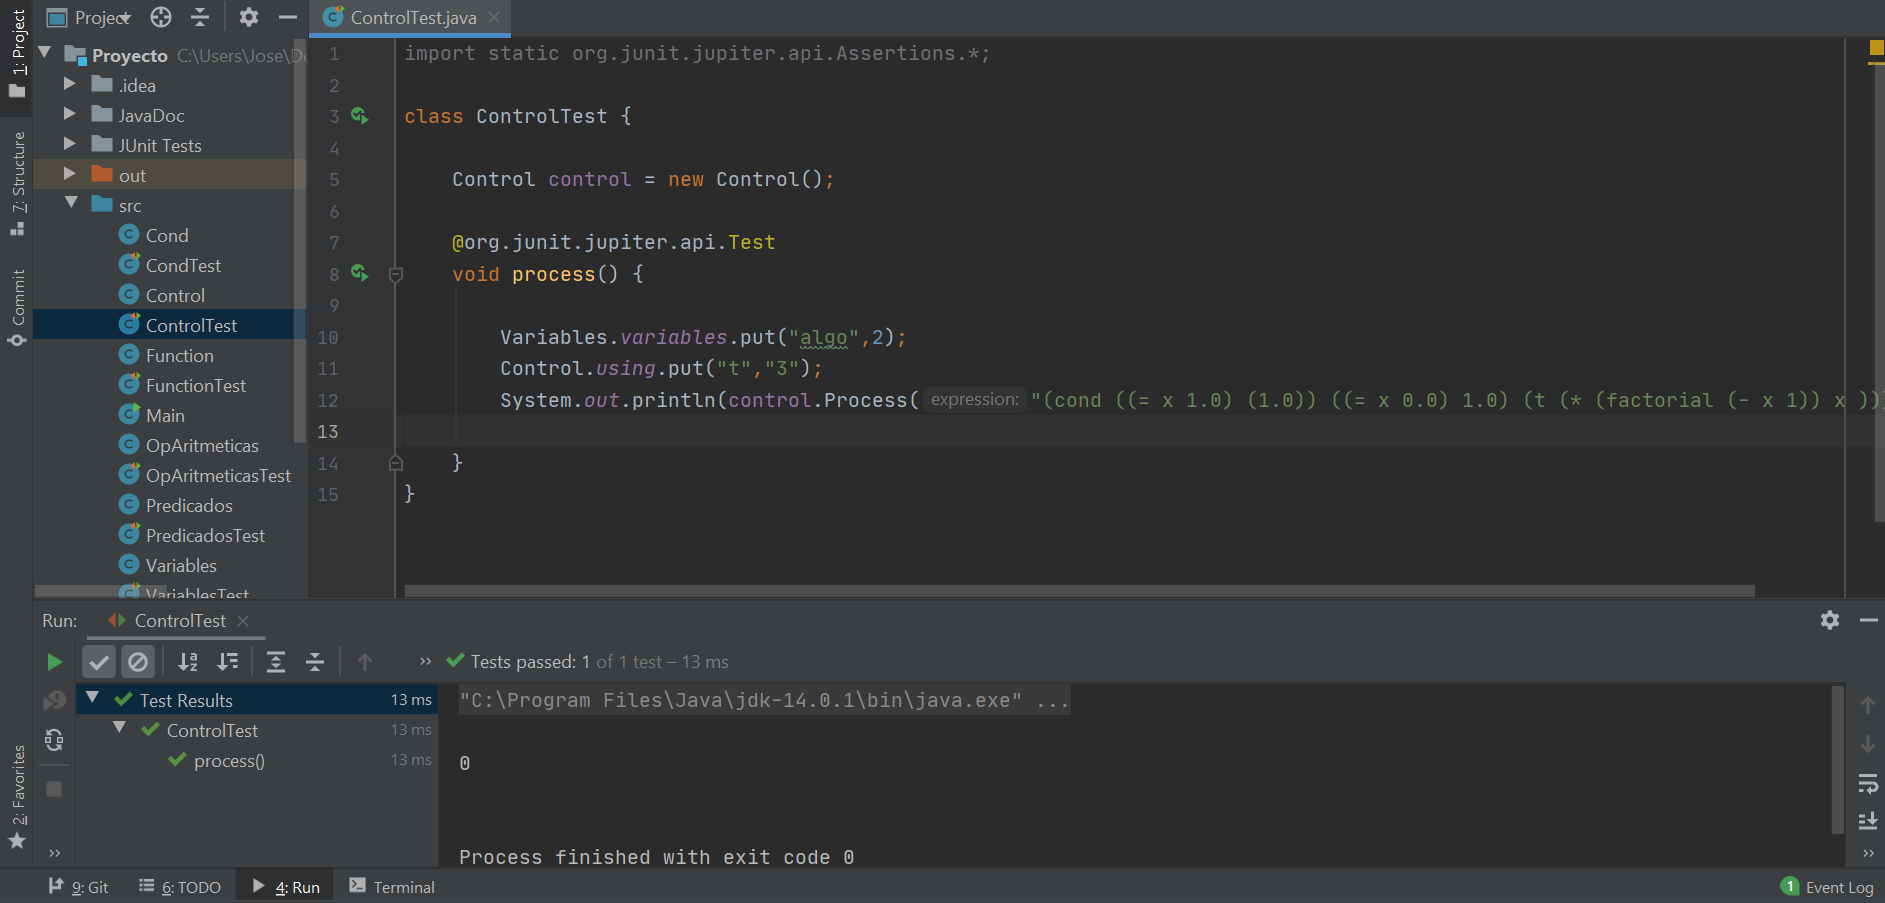 Project
ControlTest.java
1: Project
7: Structure
Commit
2: Favorites
Proyecto C:\Users\Jose\Do
.idea
JavaDoc
JUnit Tests
out
src
Cond
CondTest
Control
ControlTest
Function
FunctionTest
Main
OpAritmeticas
OpAritmeticasTest
Predicados
PredicadosTest
Variables
VariablesTest
1 import static org.junit.jupiter.api.Assertions.*;
2
3 class ControlTest {
4
5 Control control = new Control();
6
7 @org.junit.jupiter.api.Test
8 void process() {
9
10 Variables.variables.put("algo",2);
11 Control.using.put("t","3");
12 System.out.println(control.Process( expression: "(cond ((= x 1.0) (1.0)) ((= x 0.0) 1.0) (t (* (factorial (- x 1)) x )))
13
14 }
15 }
Run: ControlTest
Tests passed: 1 of 1 test – 13 ms
Test Results 13 ms
ControlTest 13 ms
process() 13 ms
"C:\Program Files\Java\jdk-14.0.1\bin\java.exe" ...
0
Process finished with exit code 0
9: Git
6: TODO
4: Run
Terminal
1 Event Log